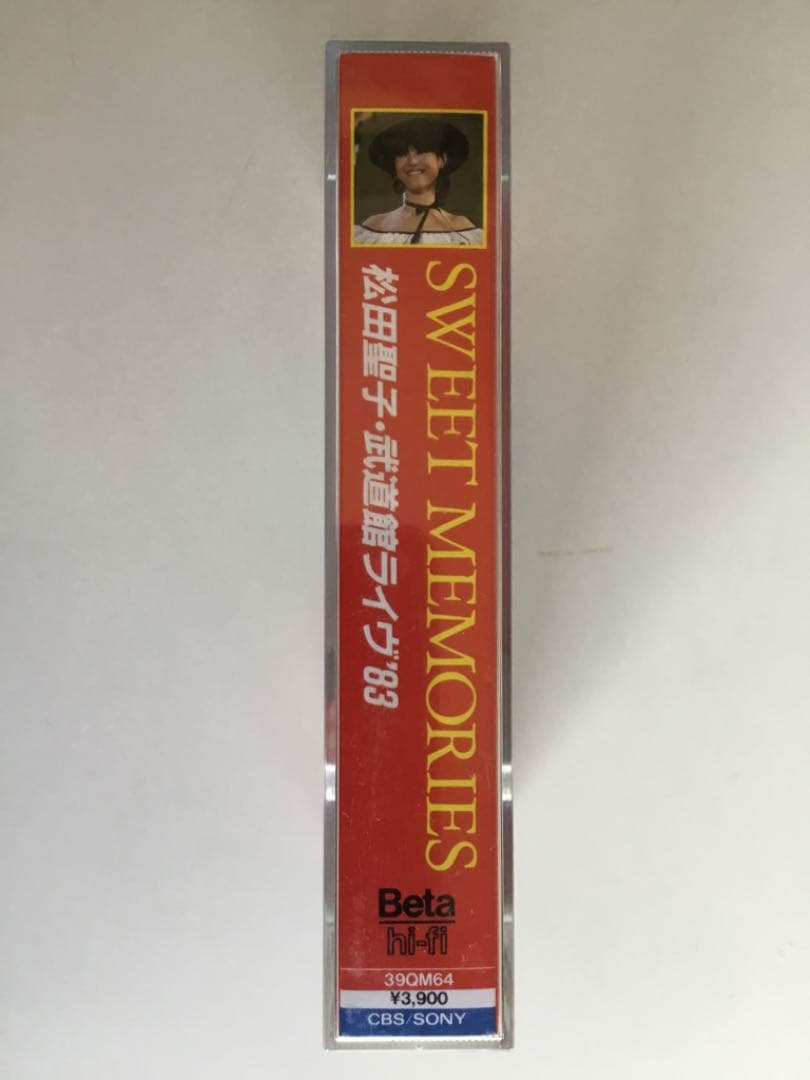 SWEET MEMORIES
松田聖子・武道館ライヴ'83
Beta
hi-fi
39QM64
¥3,900
CBS/SONY